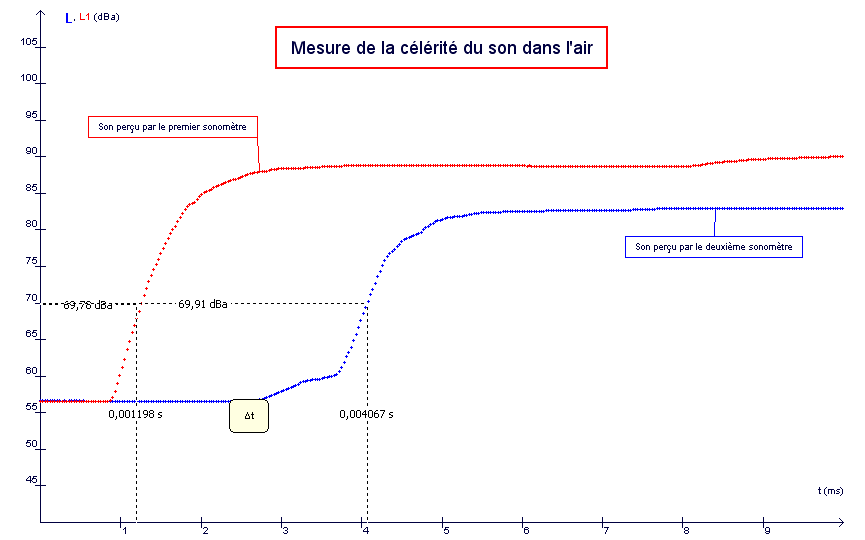 L, L1 (dBa)
Mesure de la célérité du son dans l'air
105
100
95
Son perçu par le premier sonomètre
90
85
80
Son perçu par le deuxième sonomètre
75
70
69,78 dBa
69,91 dBa
65
60
55
0,001198 s
Δt
0,004067 s
50
45
t (ms)
1 2 3 4 5 6 7 8 9